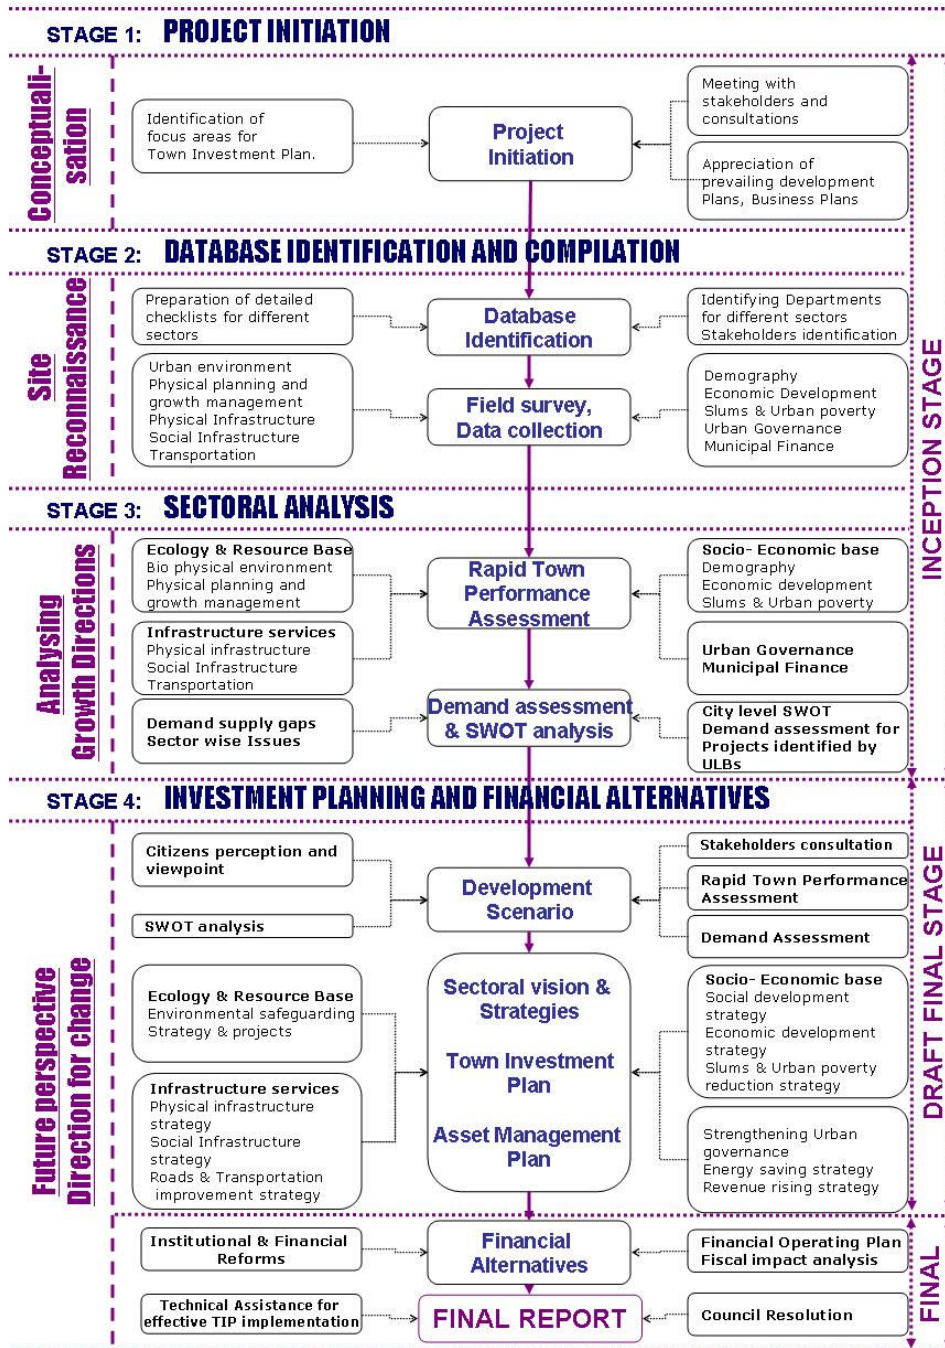 STAGE 1: PROJECT INITIATION
Conceptuali-
sation
Identification of
focus areas for
Town Investment Plan.
Project
Initiation
Meeting with
stakeholders and
consultations
Appreciation of
prevailing development
Plans, Business Plans
STAGE 2: DATABASE IDENTIFICATION AND COMPILATION
Site
Reconnaissance
Preparation of detailed
checklists for different
sectors
Database
Identification
Identifying Departments
for different sectors
Stakeholders identification
Urban environment
Physical planning and
growth management
Physical Infrastructure
Social Infrastructure
Transportation
Field survey,
Data collection
Demography
Economic Development
Slums & Urban poverty
Urban Governance
Municipal Finance
INCEPTION STAGE
STAGE 3: SECTORAL ANALYSIS
Analysing
Growth Directions
Ecology & Resource Base
Bio physical environment
Physical planning and
growth management
Infrastructure services
Physical infrastructure
Social Infrastructure
Transportation
Rapid Town
Performance
Assessment
Socio- Economic base
Demography
Economic development
Slums & Urban poverty
Urban Governance
Municipal Finance
Demand supply gaps
Sector wise Issues
Demand assessment
& SWOT analysis
City level SWOT
Demand assessment for
Projects identified by
ULBs
STAGE 4: INVESTMENT PLANNING AND FINANCIAL ALTERNATIVES
Future perspective
Direction for change
Citizens perception and
viewpoint
SWOT analysis
Development
Scenario
Stakeholders consultation
Rapid Town Performance
Assessment
Demand Assessment
Ecology & Resource Base
Environmental safeguarding
Strategy & projects
Infrastructure services
Physical infrastructure
strategy
Social Infrastructure
strategy
Roads & Transportation
improvement strategy
Sectoral vision &
Strategies
Town Investment
Plan
Asset Management
Plan
Socio- Economic base
Social development
strategy
Economic development
strategy
Slums & Urban poverty
reduction strategy
Strengthening Urban
governance
Energy saving strategy
Revenue rising strategy
DRAFT FINAL STAGE
Institutional & Financial
Reforms
Financial
Alternatives
Financial Operating Plan
Fiscal impact analysis
Technical Assistance for
effective TIP implementation
FINAL REPORT
Council Resolution
FINAL